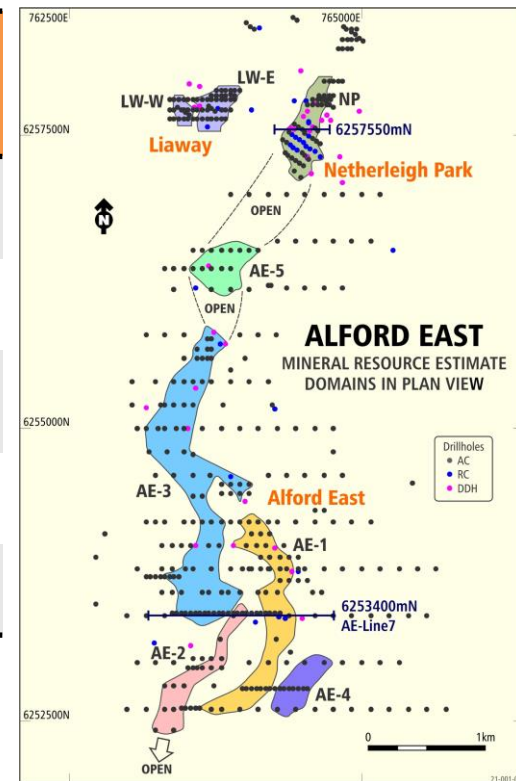 762500E
765000E
LW-E
LW-W
NP
6257500N
6257550mN
Liaway
Netherleigh Park
N
OPEN
AE-5
OPEN
ALFORD EAST
MINERAL RESOURCE ESTIMATE
DOMAINS IN PLAN VIEW
6255000N
Drillholes
AC
RC
DDH
AE-3
Alford East
AE-1
6253400mN
AE-Line7
AE-2
AE-4
6252500N
0
1km
OPEN